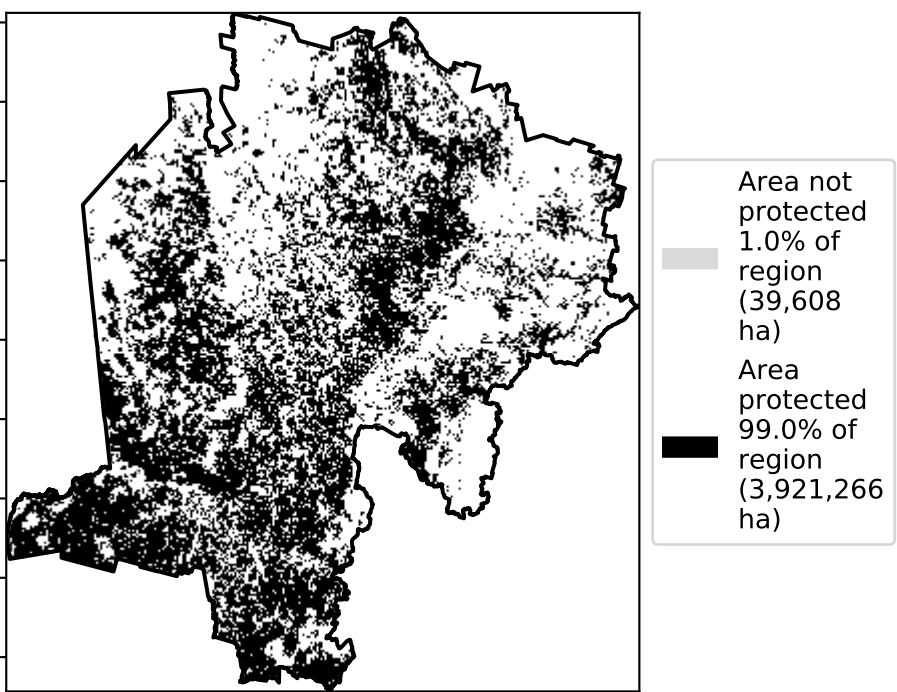 Area not
protected
1.0% of
region
(39,608
ha)
Area
protected
99.0% of
region
(3,921,266
ha)